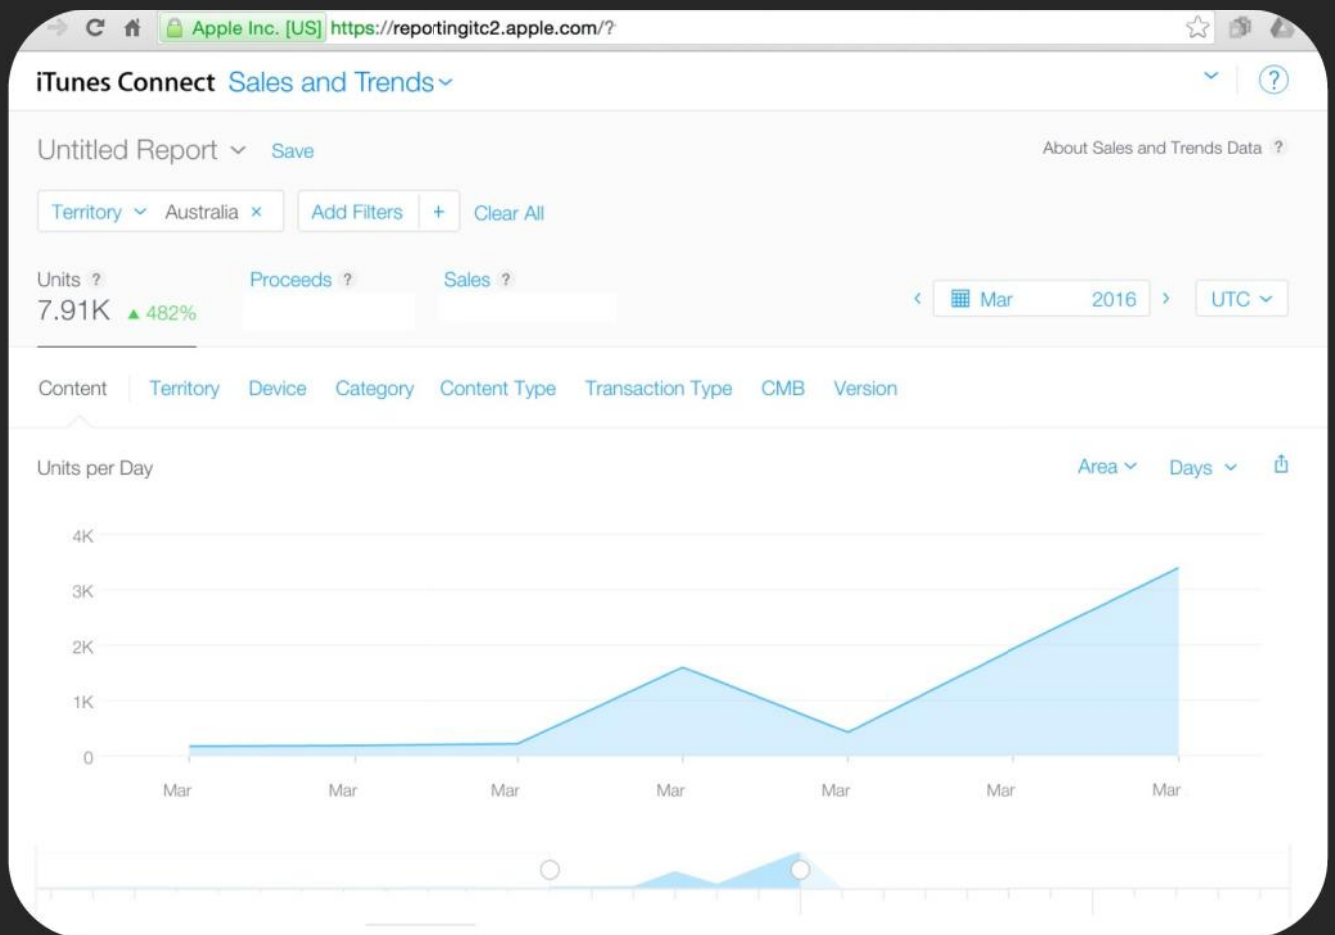 Apple Inc. [US] https://reportingitc2.apple.com/?
iTunes Connect Sales and Trends ?
Untitled Report Save About Sales and Trends Data ?
Territory Australia × Add Filters + Clear All
Units ? Proceeds ? Sales ?
7.91K ▲ 482% < Mar 2016 > UTC
Content Territory Device Category Content Type Transaction Type CMB Version
Units per Day Area Days
4K
3K
2K
1K
0
Mar Mar Mar Mar Mar Mar Mar